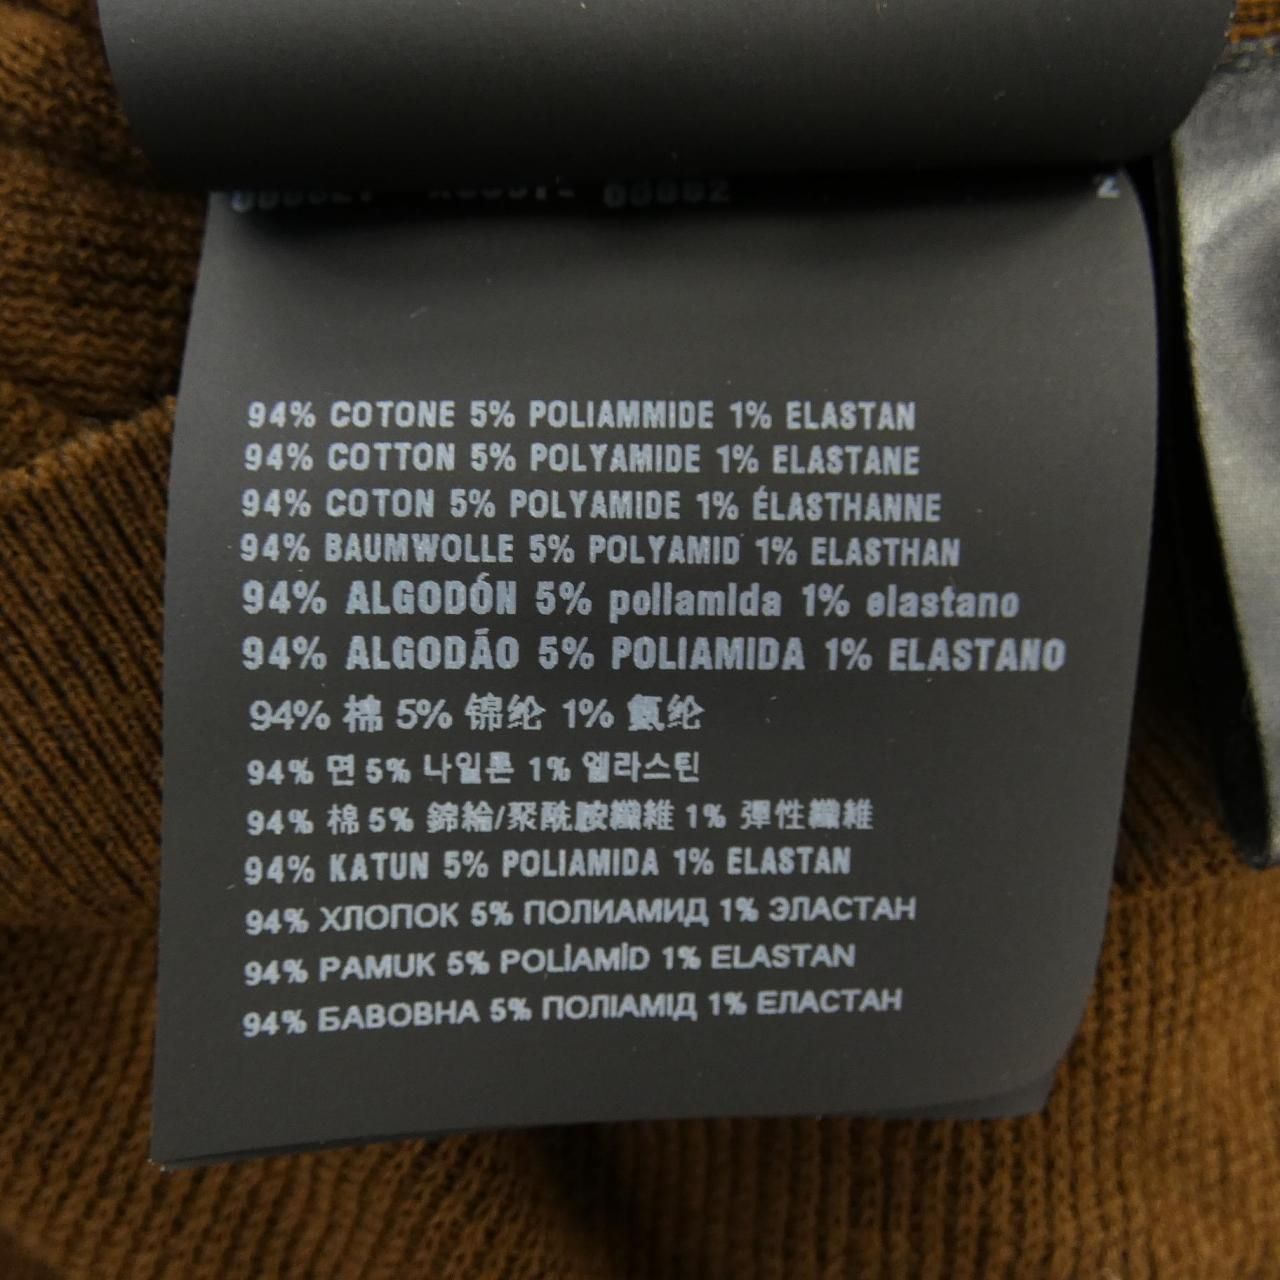 2
94% COTONE 5% POLIAMMIDE 1% ELASTAN
94% COTTON 5% POLYAMIDE 1% ELASTANE
94% COTON 5% POLYAMIDE 1% ÉLASTHANNE
94% BAUMWOLLE 5% POLYAMID 1% ELASTHAN
94% ALGODÓN 5% poliamida 1% elastano
94% ALGODÃO 5% POLIAMIDA 1% ELASTANO
94% 棉 5% 锦纶 1% 氨纶
94% 면 5% 나일론 1% 엘라스틴
94% 棉 5% 錦綸/聚酰胺纖維 1% 彈性纖維
94% KATUN 5% POLIAMIDA 1% ELASTAN
94% ХЛОПОК 5% ПОЛИАМИД 1% ЭЛАСТАН
94% PAMUK 5% POLİAMİD 1% ELASTAN
94% БАВОВНА 5% ПОЛІАМІД 1% ЕЛАСТАН